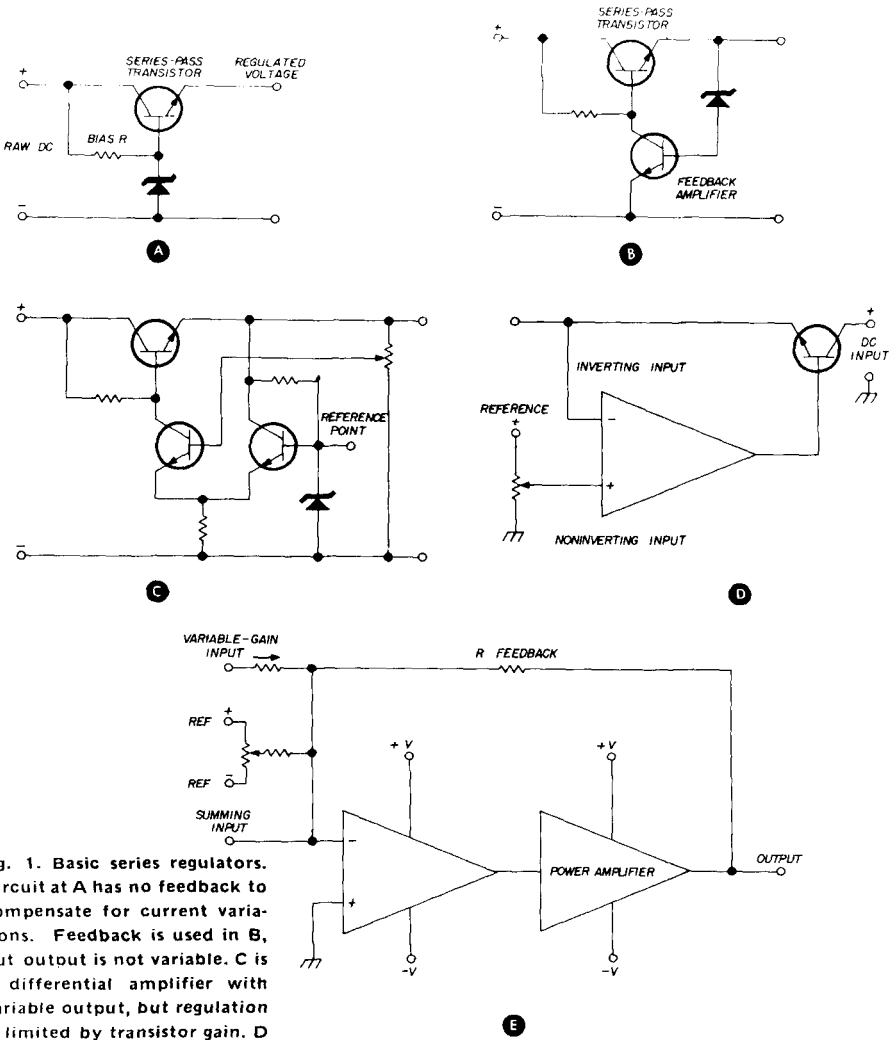 SERIES-PASS
TRANSISTOR
REGULATED
VOLTAGE
+
RAW DC
BIAS R
-
A
SERIES-PASS
TRANSISTOR
+
FEEDBACK
AMPLIFIER
-
B
+
REFERENCE
POINT
-
C
+
DC
INPUT
INVERTING INPUT
REFERENCE
+
-
+
NONINVERTING INPUT
D
VARIABLE-GAIN
INPUT
R FEEDBACK
REF +
REF -
+V
+V
SUMMING
INPUT
-
+
POWER AMPLIFIER
OUTPUT
-V
-V
E
g. 1. Basic series regulators.
rcuit at A has no feedback to
ompensate for current varia-
ons. Feedback is used in B,
ut output is not variable. C is
differential amplifier with
ariable output, but regulation
limited by transistor gain. D